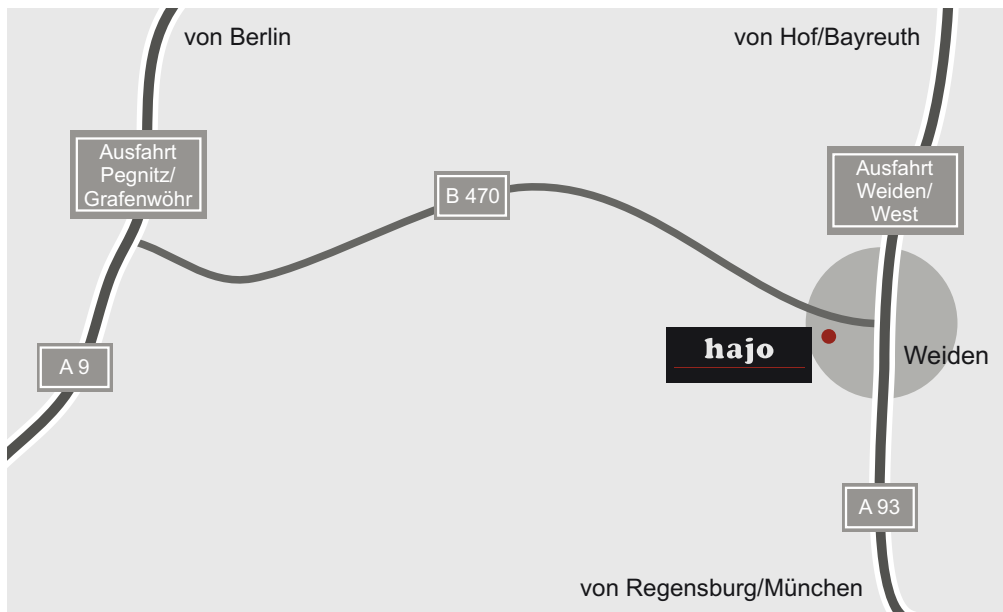 von Berlin
von Hof/Bayreuth
Ausfahrt
Pegnitz/
Grafenwöhr
B 470
Ausfahrt
Weiden/
West
hajo
Weiden
A 9
A 93
von Regensburg/München